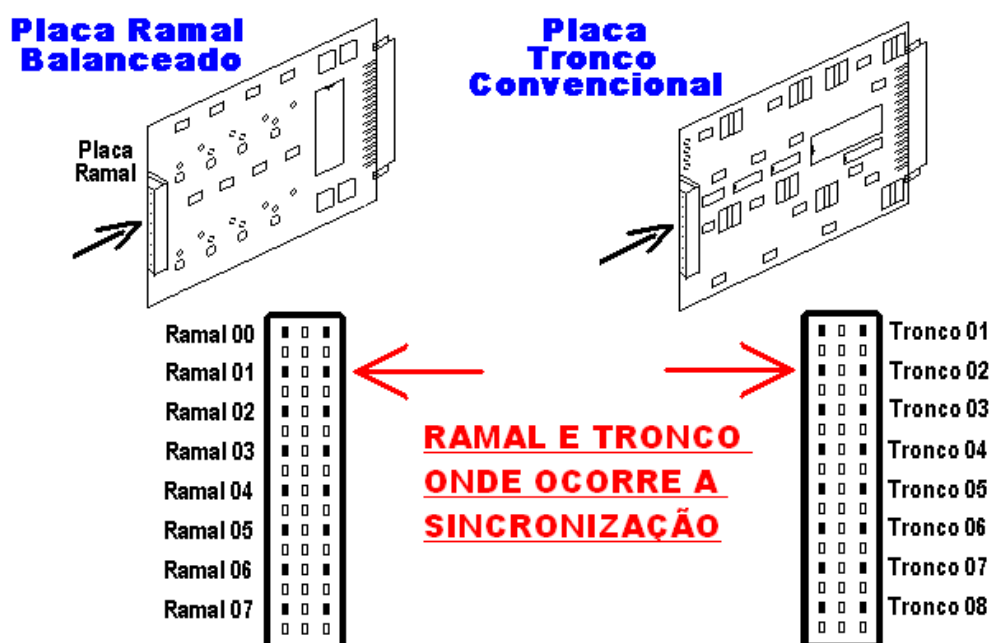 Placa Ramal
Balanceado
Placa
Tronco
Convencional
Placa
Ramal
Ramal 00
Ramal 01
Ramal 02
Ramal 03
Ramal 04
Ramal 05
Ramal 06
Ramal 07
RAMAL E TRONCO
ONDE OCORRE A
SINCRONIZAÇÃO
Tronco 01
Tronco 02
Tronco 03
Tronco 04
Tronco 05
Tronco 06
Tronco 07
Tronco 08